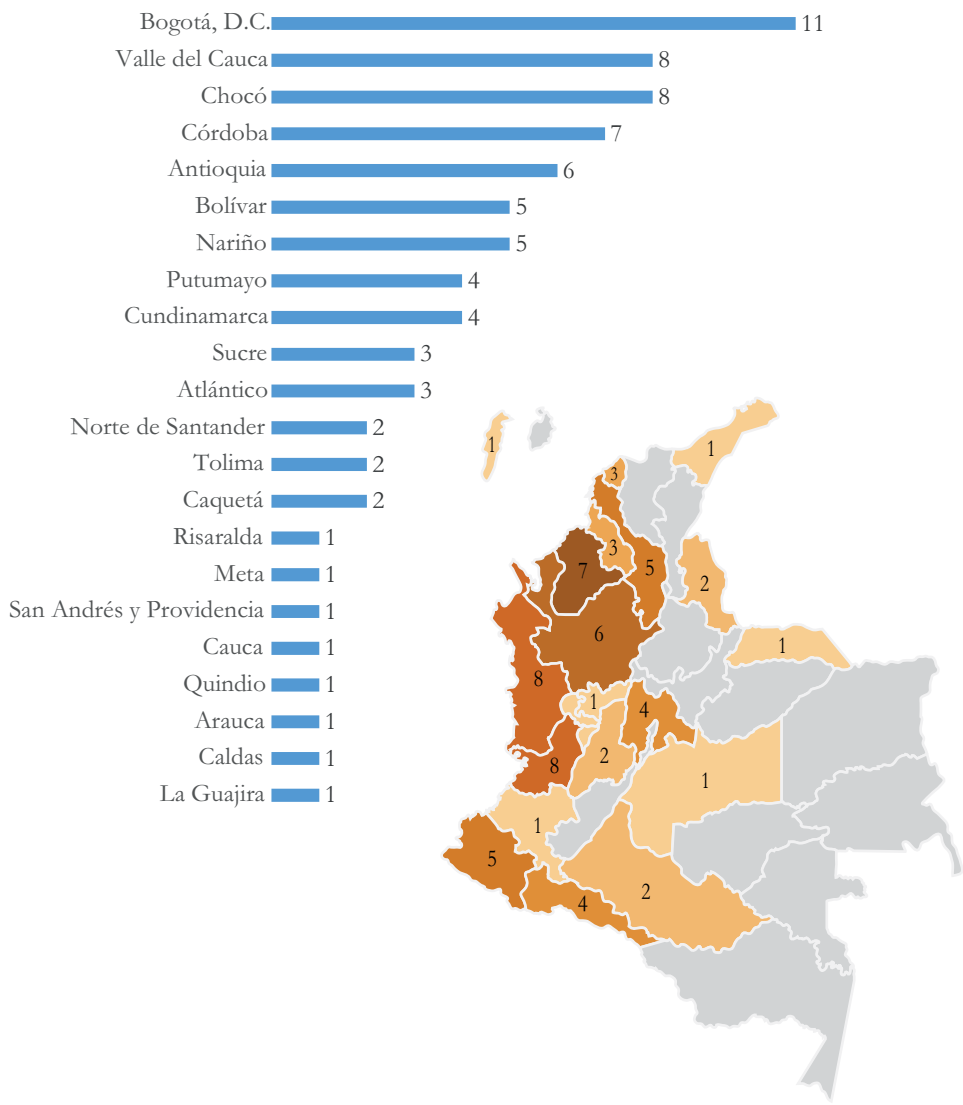 Bogotá, D.C. 11
Valle del Cauca 8
Chocó 8
Córdoba 7
Antioquia 6
Bolívar 5
Nariño 5
Putumayo 4
Cundinamarca 4
Sucre 3
Atlántico 3
Norte de Santander 2
Tolima 2
Caquetá 2
Risaralda 1
Meta 1
San Andrés y Providencia 1
Cauca 1
Quindio 1
Arauca 1
Caldas 1
La Guajira 1
1
1
3
3
7
5
2
6
1
8
1
4
8
2
1
1
5
4
2